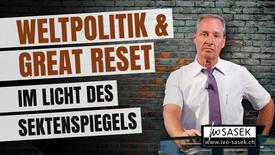 WELTPOLITIK &
GREAT RESET
IM LICHT DES
SEKTENSPIEGELS
ivo SASEK
www.ivo-sasek.ch